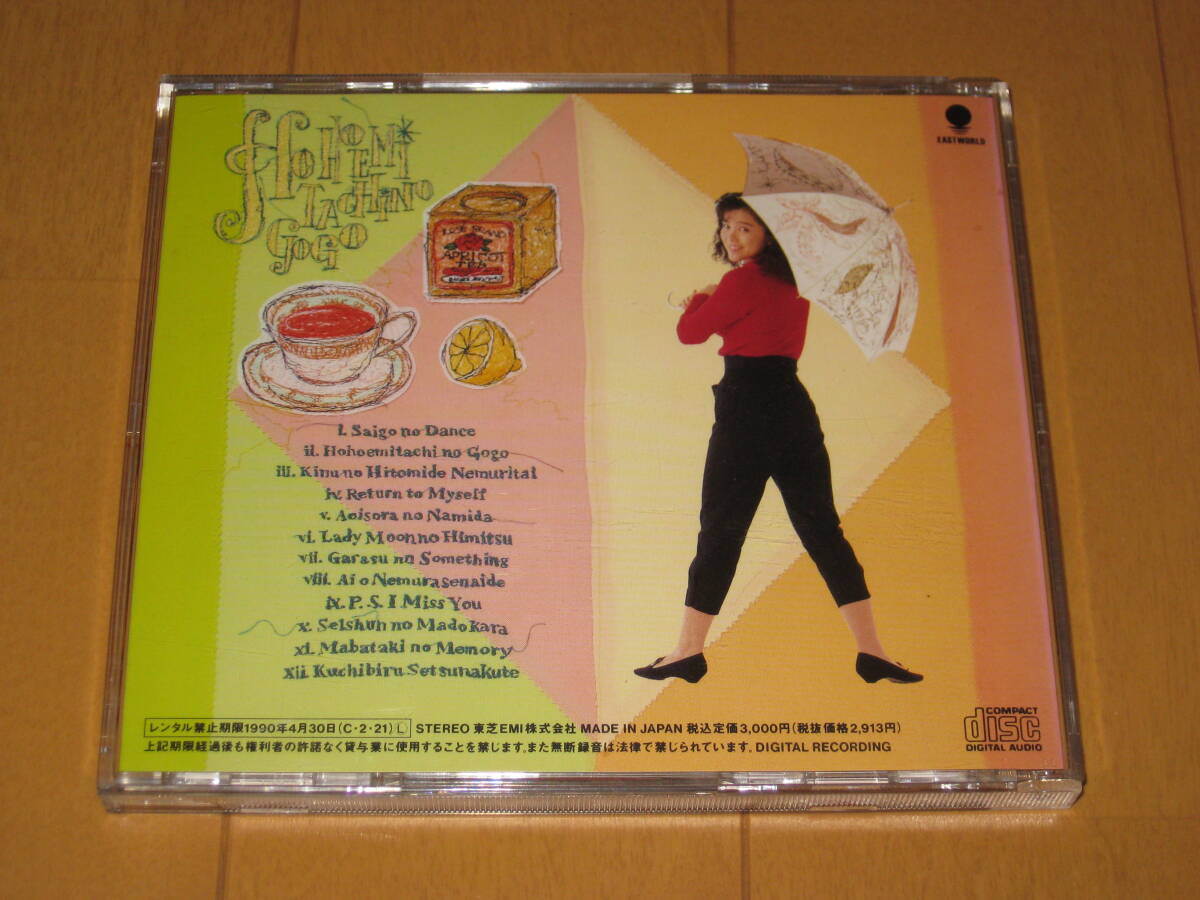 HOHOEMI
TACHINO
GOGO
EASTWORLD
ROSE BRAND
APRICOT
TEA
i. Saigo no Dance
ii. Hohoemitachi no Gogo
iii. Kinu no Hitomide Nemuritai
iv. Return to Myself
v. Aoisora no Namida
vi. Lady Moon no Himitsu
vii. Garasu no Something
viii. Ai o Nemurasenaide
ix. P. S. I Miss You
x. Seishun no Mado kara
xi. Mabataki no Memory
xii. Kuchibiru Setsunakute
レンタル禁止期限1990年4月30日(C・2・21) L STEREO 東芝EMI株式会社 MADE IN JAPAN 税込定価3,000円(税抜価格2,913円)
上記期限経過後も権利者の許諾なく貸与業に使用することを禁じます。また無断録音は法律で禁じられています。DIGITAL RECORDING
COMPACT
disc
DIGITAL AUDIO